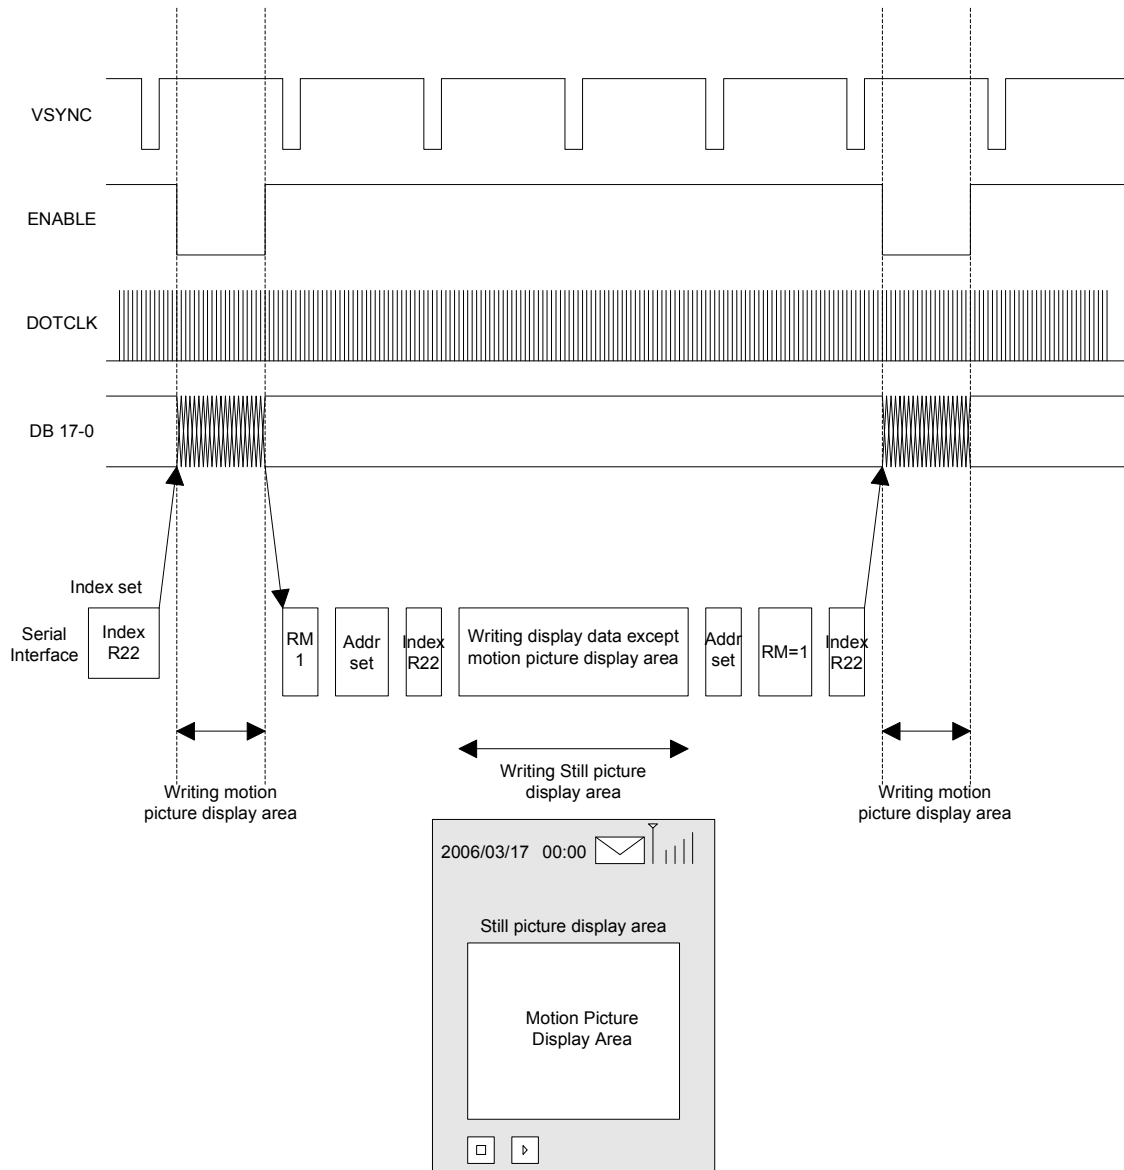 VSYNC
ENABLE
DOTCLK
DB 17-0
Index set
Serial
Interface
Index
R22
RM
1
Addr
set
Index
R22
Writing display data except
motion picture display area
Addr
set
RM=1
Index
R22
Writing motion
picture display area
Writing Still picture
display area
Writing motion
picture display area
2006/03/17 00:00
Still picture display area
Motion Picture
Display Area